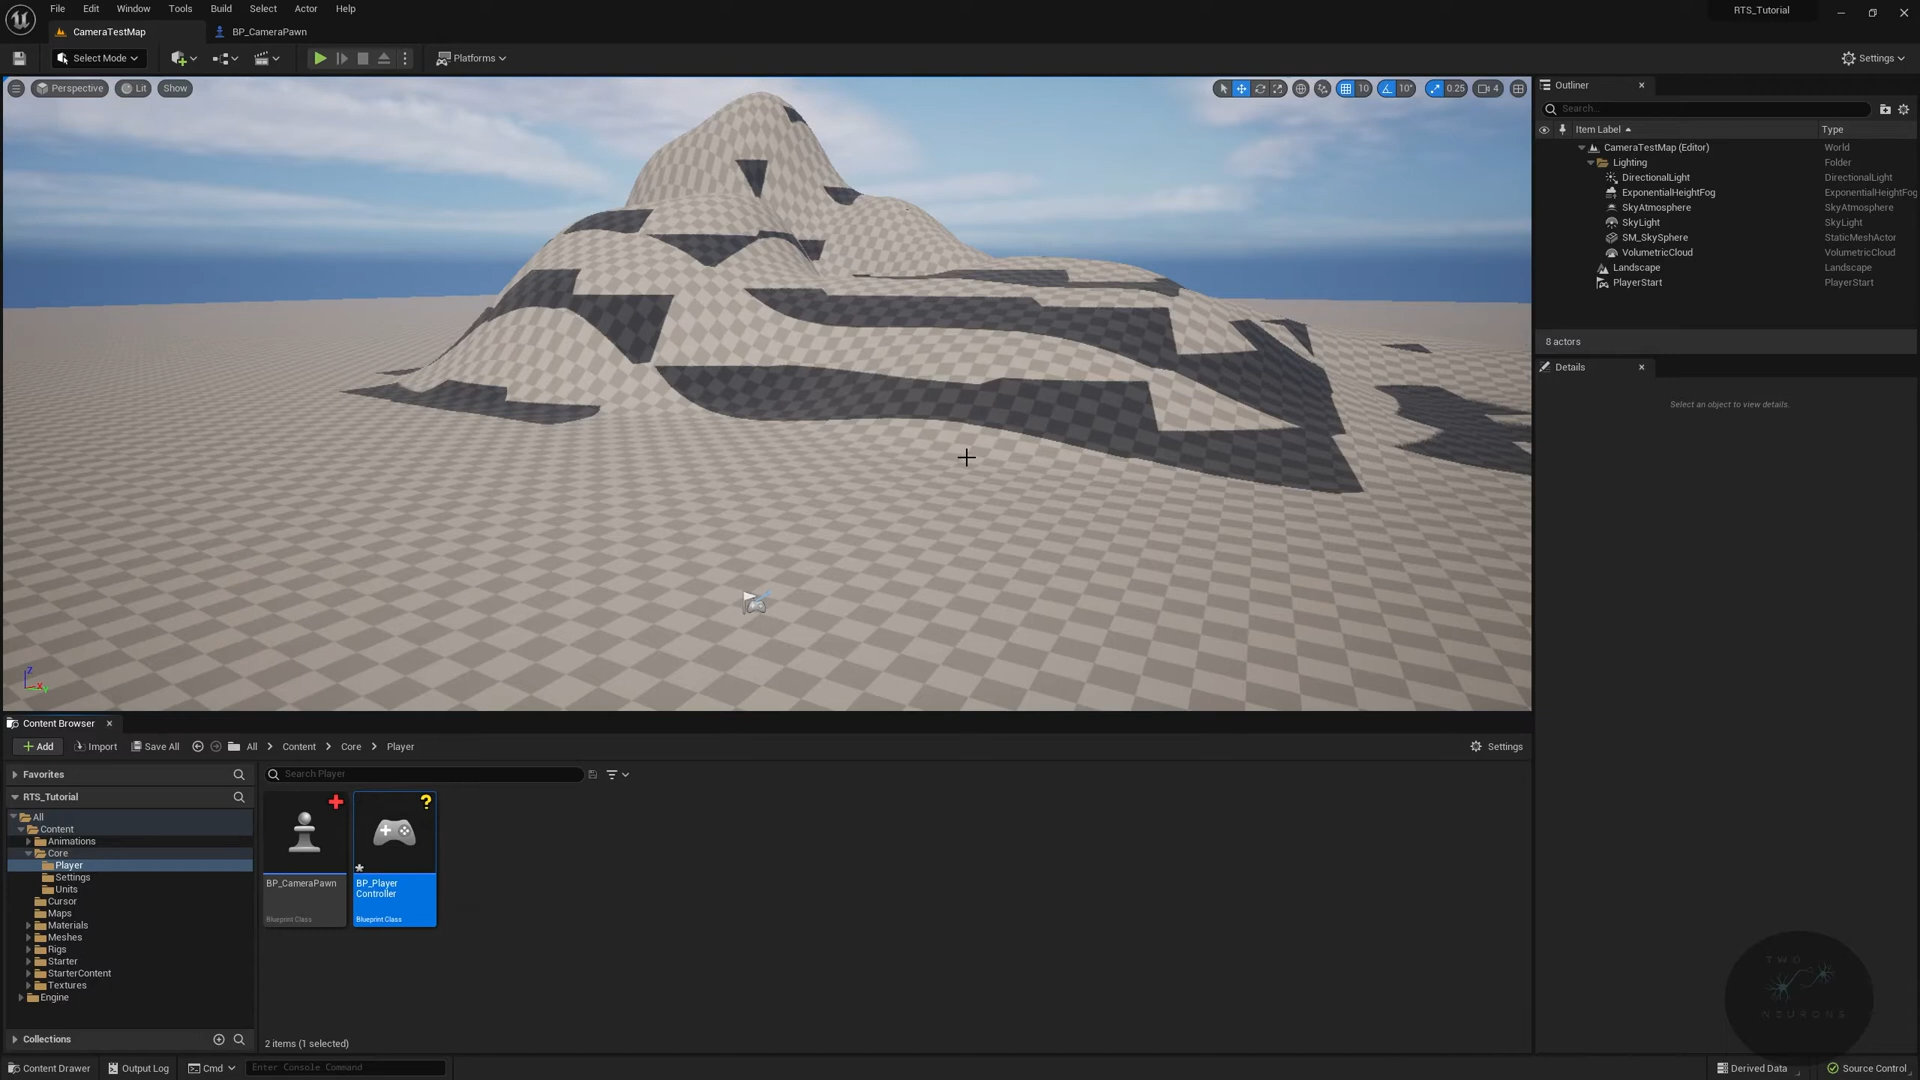 File Edit Window Tools Build Select Actor Help
RTS_Tutorial
CameraTestMap
BP_CameraPawn
Select Mode
Platforms
Settings
Perspective
Lit
Show
10
10°
0.25
4
Outliner
Search...
Item Label
Type
CameraTestMap (Editor) World
Lighting Folder
DirectionalLight DirectionalLight
ExponentialHeightFog ExponentialHeightFog
SkyAtmosphere SkyAtmosphere
SkyLight SkyLight
SM_SkySphere StaticMeshActor
VolumetricCloud VolumetricCloud
Landscape Landscape
PlayerStart PlayerStart
8 actors
Details
Select an object to view details.
Z
X
Y
Content Browser
Add
Import
Save All
All
Content
Core
Player
Settings
Favorites
Search Player
RTS_Tutorial
All
Content
Animations
Core
Player
Settings
Units
Cursor
Maps
Materials
Meshes
Rigs
Starter
StarterContent
Textures
Engine
BP_CameraPawn
Blueprint Class
?
*
BP_Player
Controller
Blueprint Class
TWO
NEURONS
Collections
2 items (1 selected)
Content Drawer
Output Log
Cmd
Enter Console Command
Derived Data
Source Control